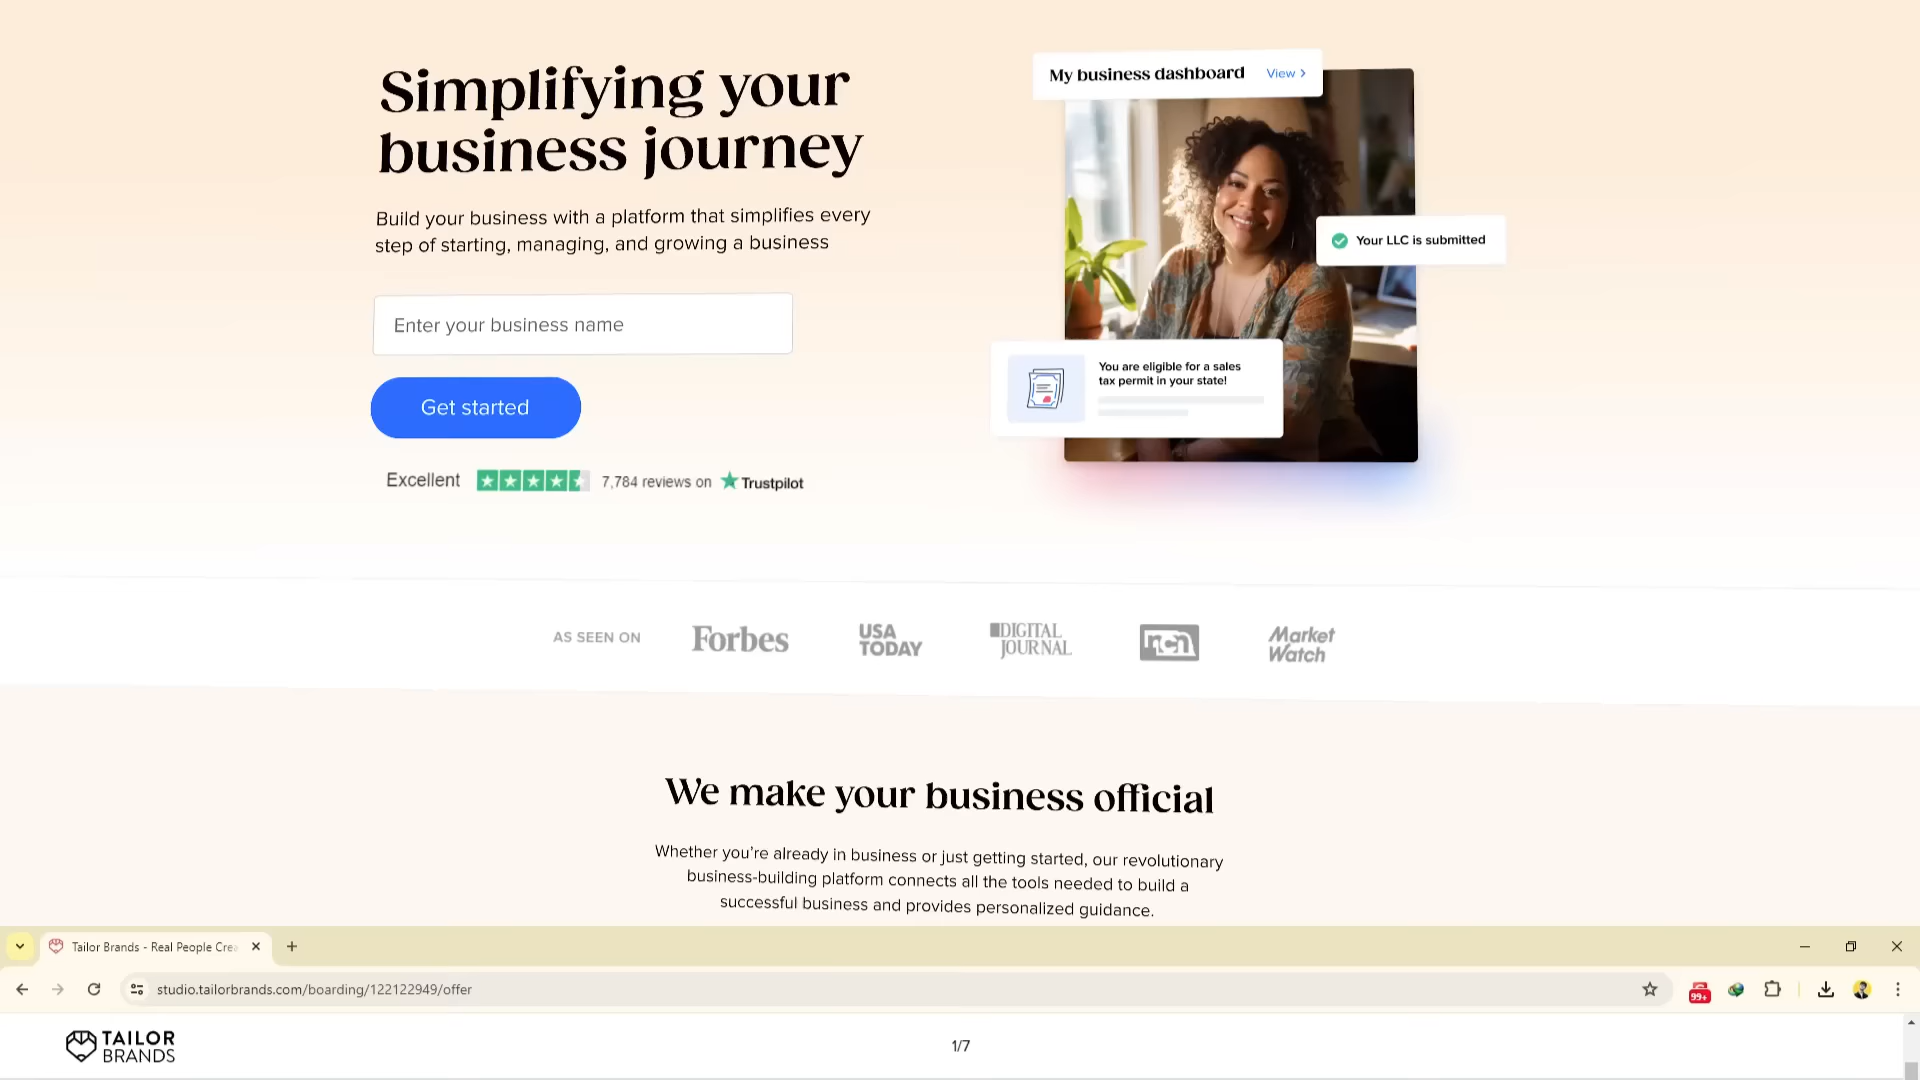 Simplifying your
business journey
Build your business with a platform that simplifies every
step of starting, managing, and growing a business
Enter your business name
Get started
Excellent
7,784 reviews on
Trustpilot
My business dashboard
View >
Your LLC is submitted
You are eligible for a sales
tax permit in your state!
AS SEEN ON
Forbes
USA
TODAY
DIGITAL
JOURNAL
Market
Watch
We make your business official
Whether you're already in business or just getting started, our revolutionary
business-building platform connects all the tools needed to build a
successful business and provides personalized guidance.
Tailor Brands - Real People Cre
studio.tailorbrands.com/boarding/122122949/offer
99+
TAILOR
BRANDS
1/7